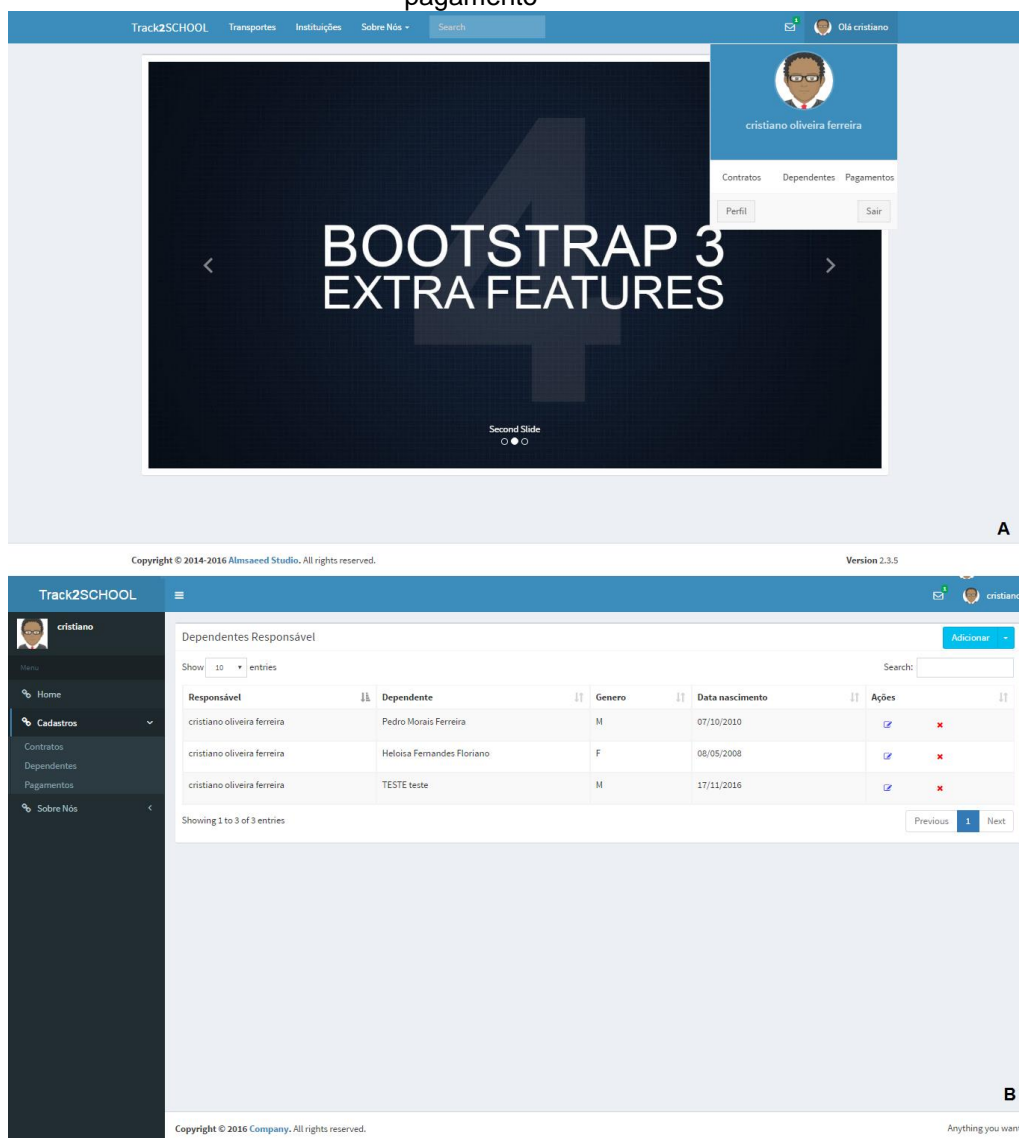 pagamento
Track2SCHOOL Transportes Instituições Sobre Nós Search 1 Olá cristiano
cristiano oliveira ferreira
Contratos Dependentes Pagamentos
Perfil Sair
4
BOOTSTRAP 3
EXTRA FEATURES
Second Slide
A
Copyright © 2014-2016 Almsaeed Studio. All rights reserved. Version 2.3.5
Track2SCHOOL 1 cristiano
cristiano
Dependentes Responsável Adicionar
Menu
Show 10 entries Search:
Home
Responsável Dependente Genero Data nascimento Ações
Cadastros
cristiano oliveira ferreira Pedro Morais Ferreira M 07/10/2010
Contratos
cristiano oliveira ferreira Heloisa Fernandes Floriano F 08/05/2008
Dependentes
Pagamentos
cristiano oliveira ferreira TESTE teste M 17/11/2016
Sobre Nós
Showing 1 to 3 of 3 entries Previous 1 Next
B
Copyright © 2016 Company. All rights reserved. Anything you want